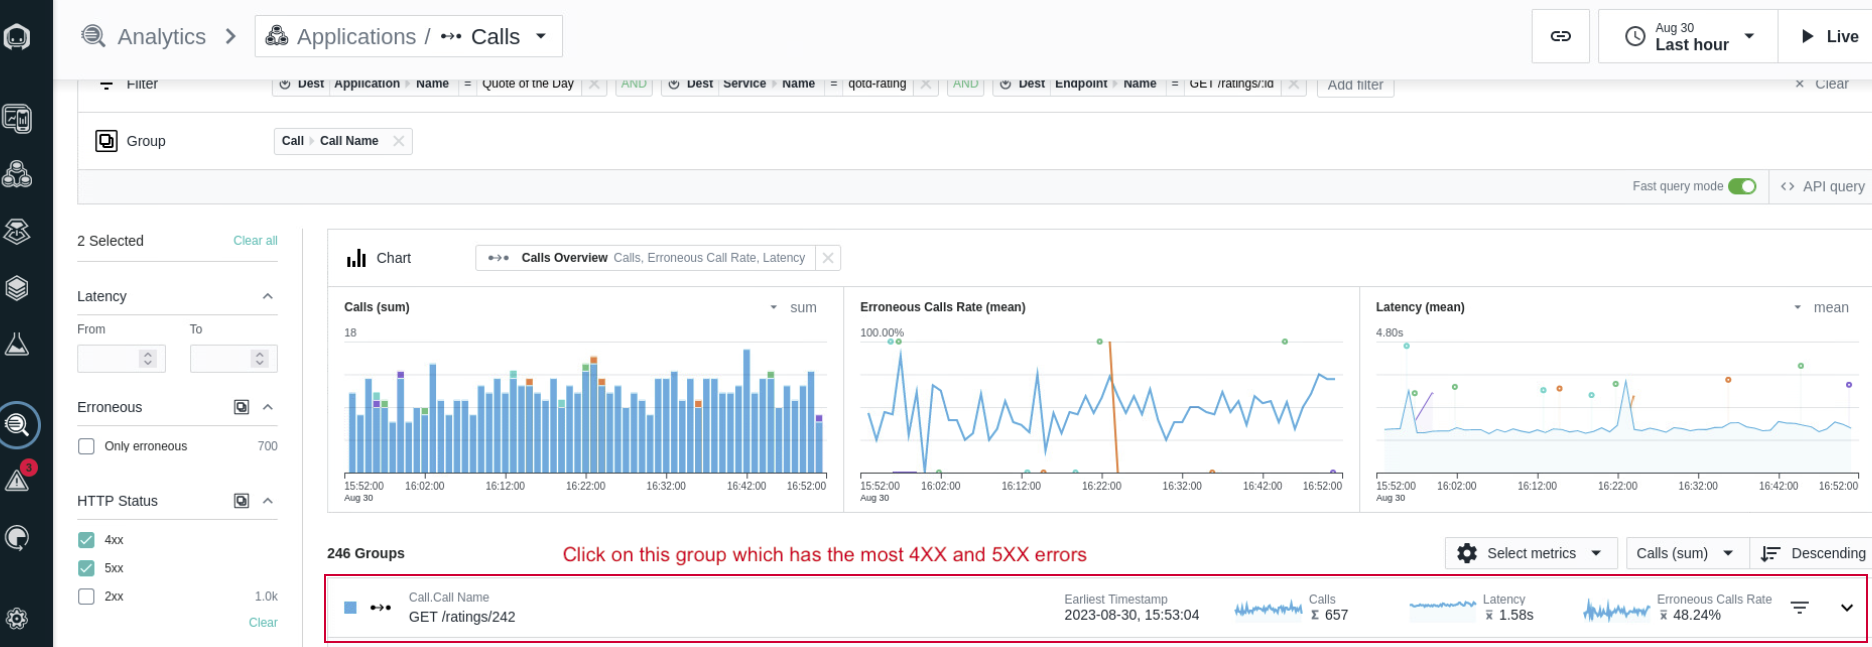 Analytics > Applications / Calls
Aug 30
Last hour
Live
Filter Dest Application Name = Quote of the Day AND Dest Service Name = qotd-rating AND Dest Endpoint Name = GET /ratings/:id Add filter × Clear
Group Call Call Name
Fast query mode <> API query
2 Selected Clear all
Chart Calls Overview Calls, Erroneous Call Rate, Latency
Latency
From To
Erroneous
Only erroneous 700
HTTP Status
4xx
5xx
2xx 1.0k
Clear
Calls (sum) sum
18
15:52:00 16:02:00 16:12:00 16:22:00 16:32:00 16:42:00 16:52:00
Aug 30
Erroneous Calls Rate (mean)
100.00%
15:52:00 16:02:00 16:12:00 16:22:00 16:32:00 16:42:00 16:52:00
Aug 30
Latency (mean) mean
4.80s
15:52:00 16:02:00 16:12:00 16:22:00 16:32:00 16:42:00 16:52:00
Aug 30
3
246 Groups Click on this group which has the most 4XX and 5XX errors Select metrics Calls (sum) Descending
Call.Call Name
GET /ratings/242
Earliest Timestamp
2023-08-30, 15:53:04
Calls
Σ 657
Latency
x̄ 1.58s
Erroneous Calls Rate
x̄ 48.24%